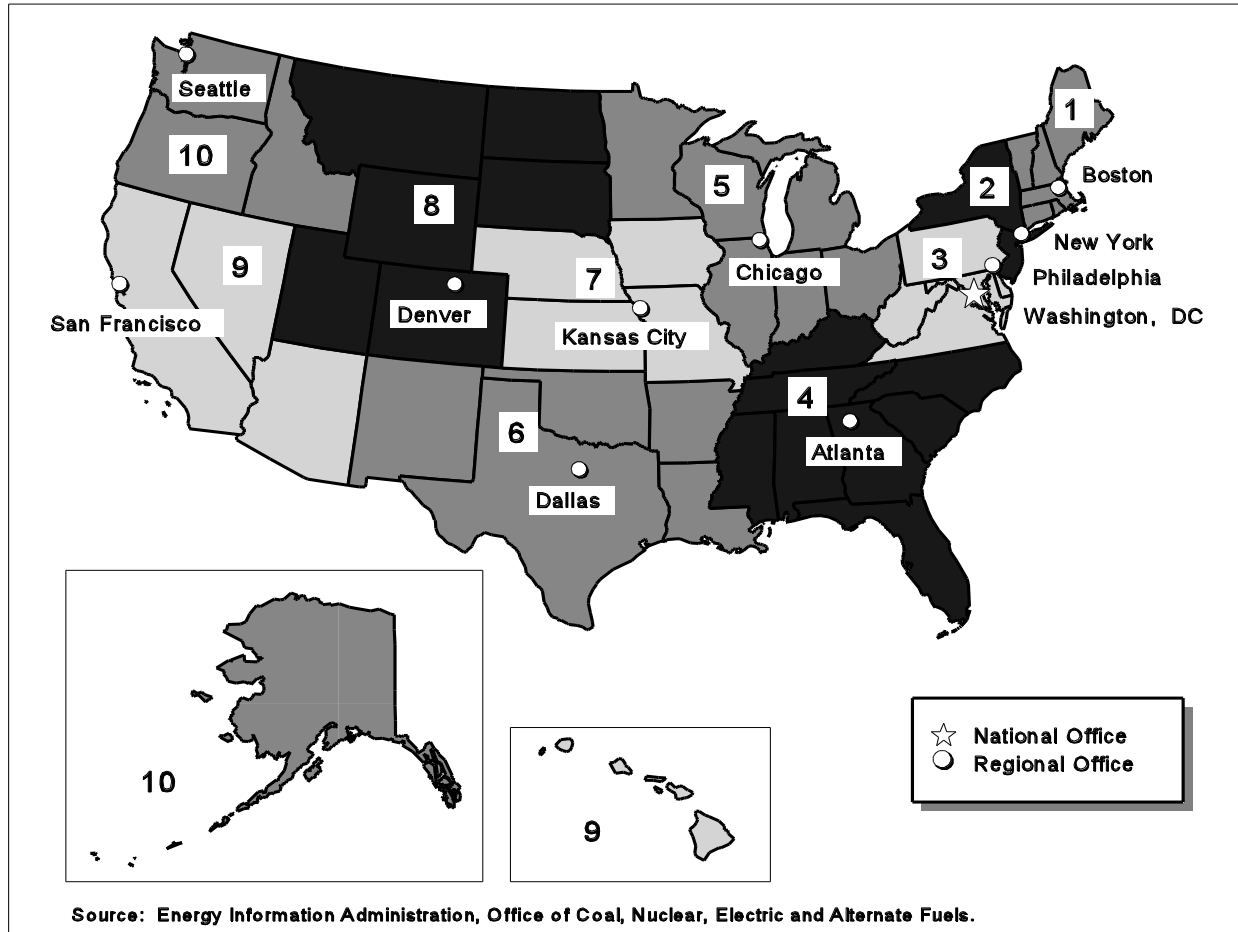 1
Seattle
10
5
2
Boston
8
New York
3
9
Chicago
7
Philadelphia
Denver
San Francisco
Kansas City
Washington, DC
4
6
Atlanta
Dallas
National Office
Regional Office
10
9
Source: Energy Information Administration, Office of Coal, Nuclear, Electric and Alternate Fuels.